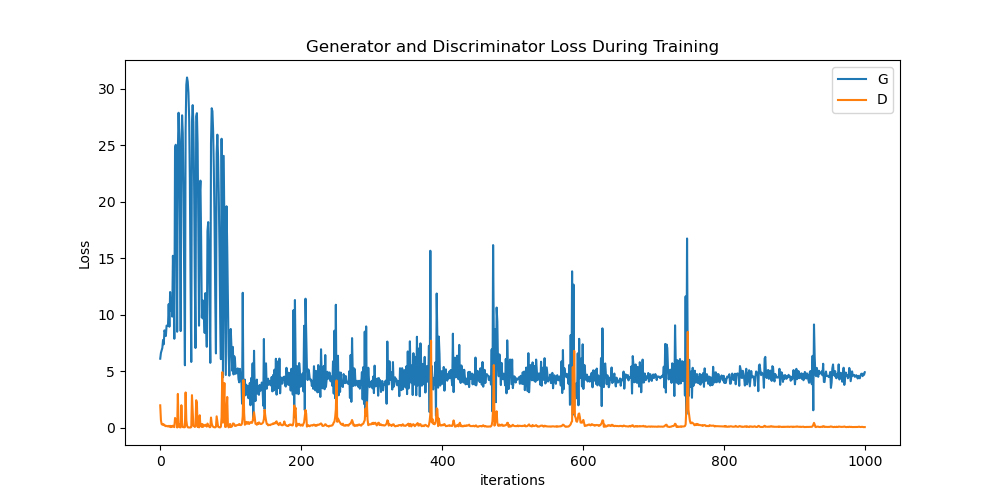 Generator and Discriminator Loss During Training
G
D
Loss
30
25
20
15
10
5
0
0 200 400 600 800 1000
iterations